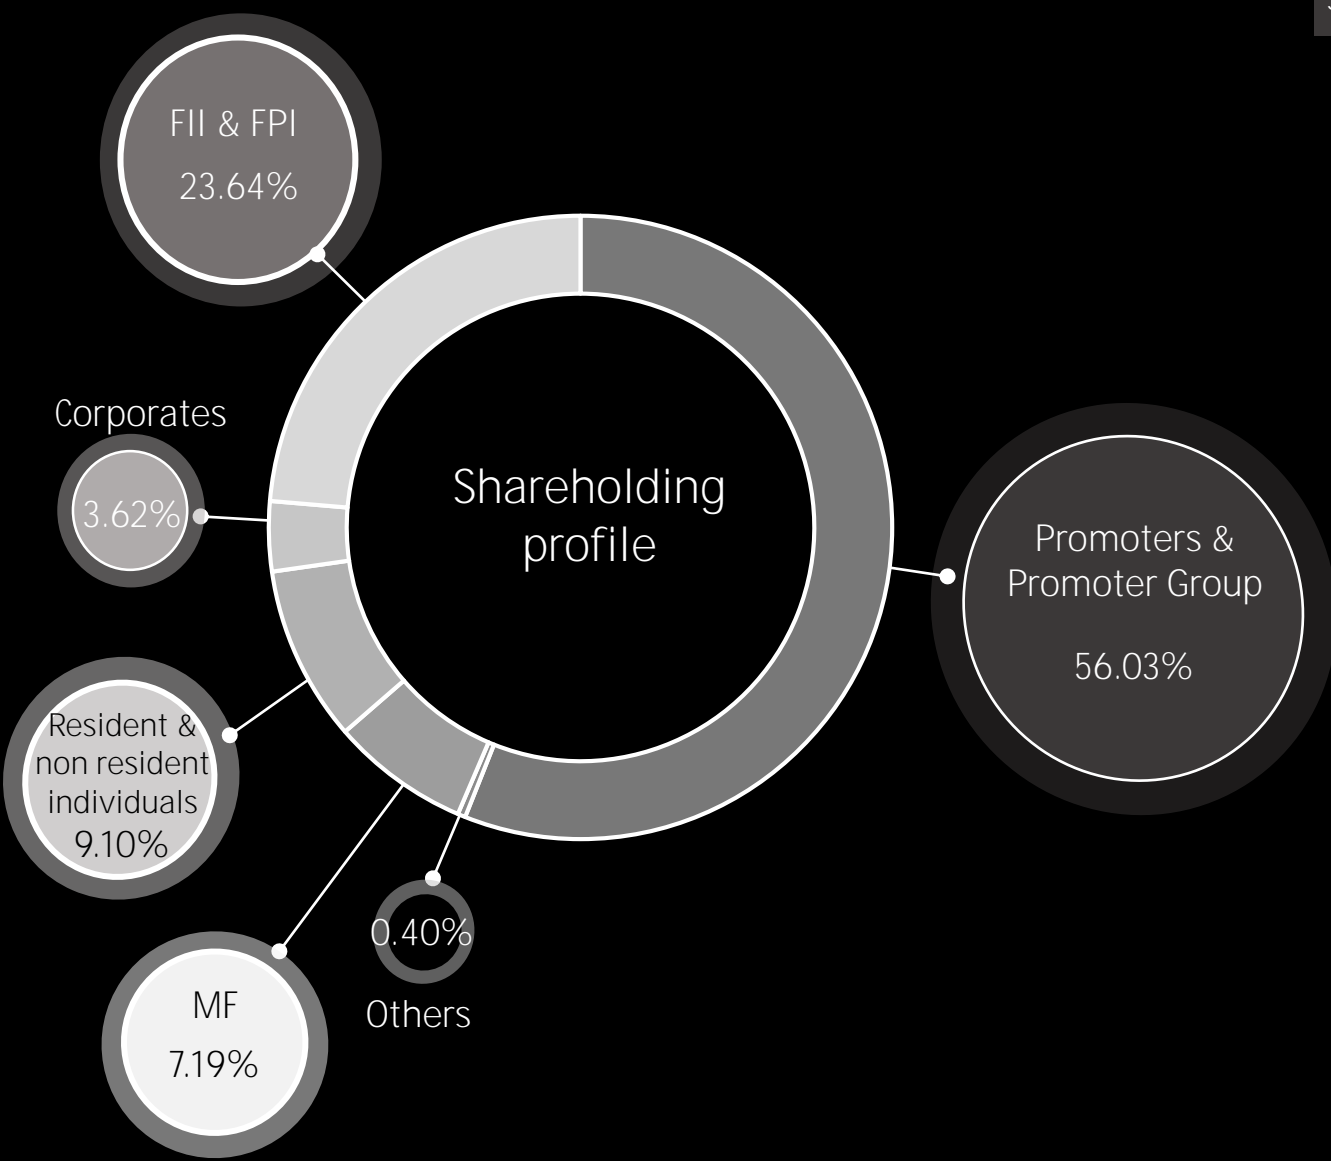 FII & FPI
23.64%
Corporates
3.62%
Shareholding
profile
Promoters &
Promoter Group
56.03%
Resident &
non resident
individuals
9.10%
0.40%
Others
MF
7.19%